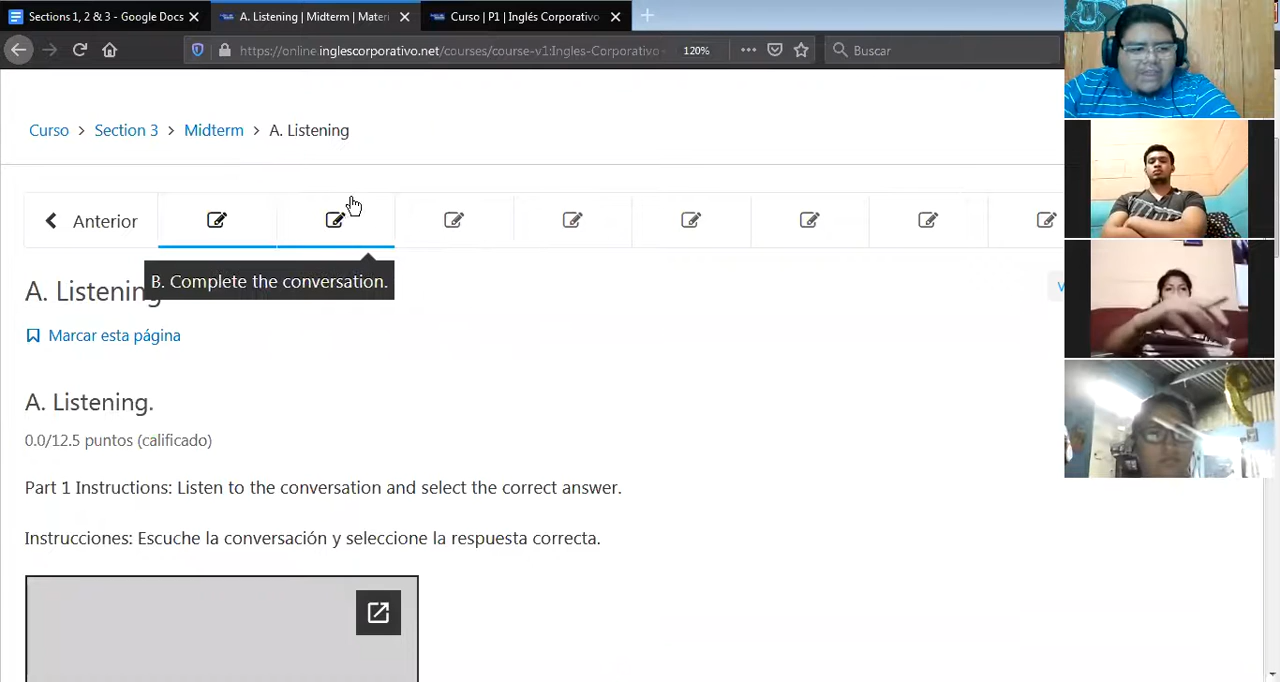 Sections 1, 2 & 3 - Google Docs
A. Listening | Midterm | Materi
Curso | P1 | Inglés Corporativo
https://online.inglescorporativo.net/courses/course-v1:Ingles-Corporativo
120%
Buscar
Curso > Section 3 > Midterm > A. Listening
Anterior
B. Complete the conversation.
A. Listening
Marcar esta página
A. Listening.
0.0/12.5 puntos (calificado)
Part 1 Instructions: Listen to the conversation and select the correct answer.
Instrucciones: Escuche la conversación y seleccione la respuesta correcta.